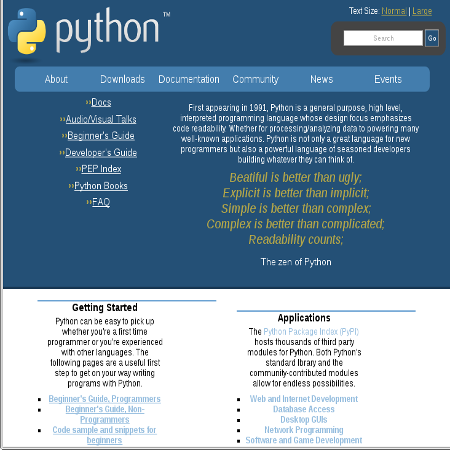 Text Size: Normal | Large
python™
Search
Go
About
Downloads
Documentation
Community
News
Events
»Docs
»Audio/Visual Talks
»Beginner's Guide
»Developer's Guide
»PEP Index
»Python Books
»FAQ
First appearing in 1991, Python is a general purpose, high level,
interpreted programming language whose design focus emphasizes
code readability. Whether for processing/analyzing data to powering many
well-known applications. Python is not only a great language for new
programmers but also a powerful language of seasoned developers
building whatever they can think of.
Beatiful is better than ugly;
Explicit is better than implicit;
Simple is better than complex;
Complex is better than complicated;
Readability counts;
The zen of Python
Getting Started
Python can be easy to pick up
whether you're a first time
programmer or you're experienced
with other languages. The
following pages are a useful first
step to get on your way writing
programs with Python.
Beginner's Guide, Programmers
Beginner's Guide, Non-
Programmers
Code sample and snippets for
beginners
Applications
The Python Package Index (PyPI)
hosts thousands of third party
modules for Python. Both Python's
standard library and the
community-contributed modules
allow for endless possibilities.
Web and Internet Development
Database Access
Desktop GUIs
Network Programming
Software and Game Development